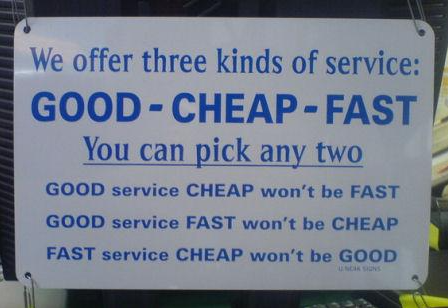 We offer three kinds of service:
GOOD - CHEAP - FAST
You can pick any two
GOOD service CHEAP won't be FAST
GOOD service FAST won't be CHEAP
FAST service CHEAP won't be GOOD